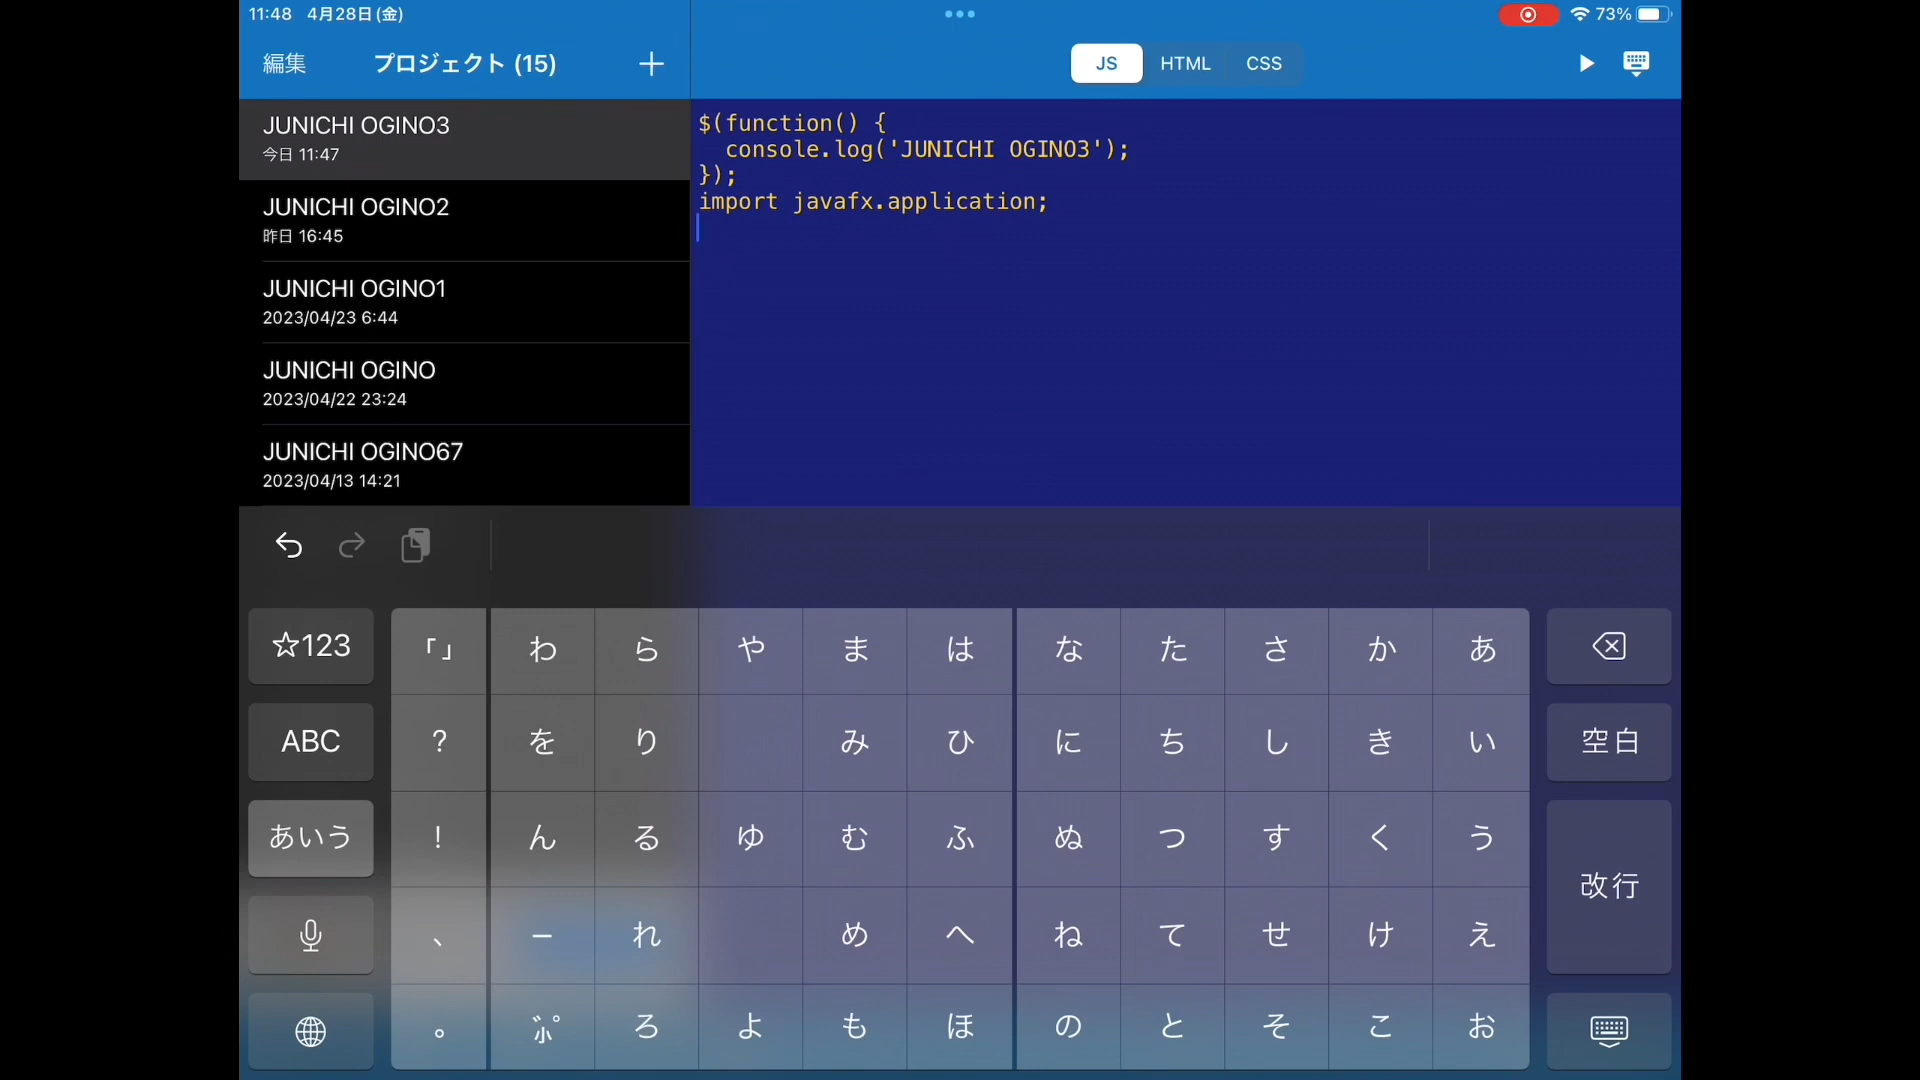 11:48 4月28日(金)
73%
編集 プロジェクト (15)
JS HTML CSS
JUNICHI OGINO3
今日 11:47
JUNICHI OGINO2
昨日 16:45
JUNICHI OGINO1
2023/04/23 6:44
JUNICHI OGINO
2023/04/22 23:24
JUNICHI OGINO67
2023/04/13 14:21
$(function() {
console.log('JUNICHI OGINO3');
});
import javafx.application;
☆123 「」 わ ら や ま は な た さ か あ
ABC ? を り み ひ に ち し き い 空白
あいう ! ん る ゆ む ふ ぬ つ す く う
改行
、 ー れ め へ ね て せ け え
。 ゛゜小 ろ よ も ほ の と そ こ お